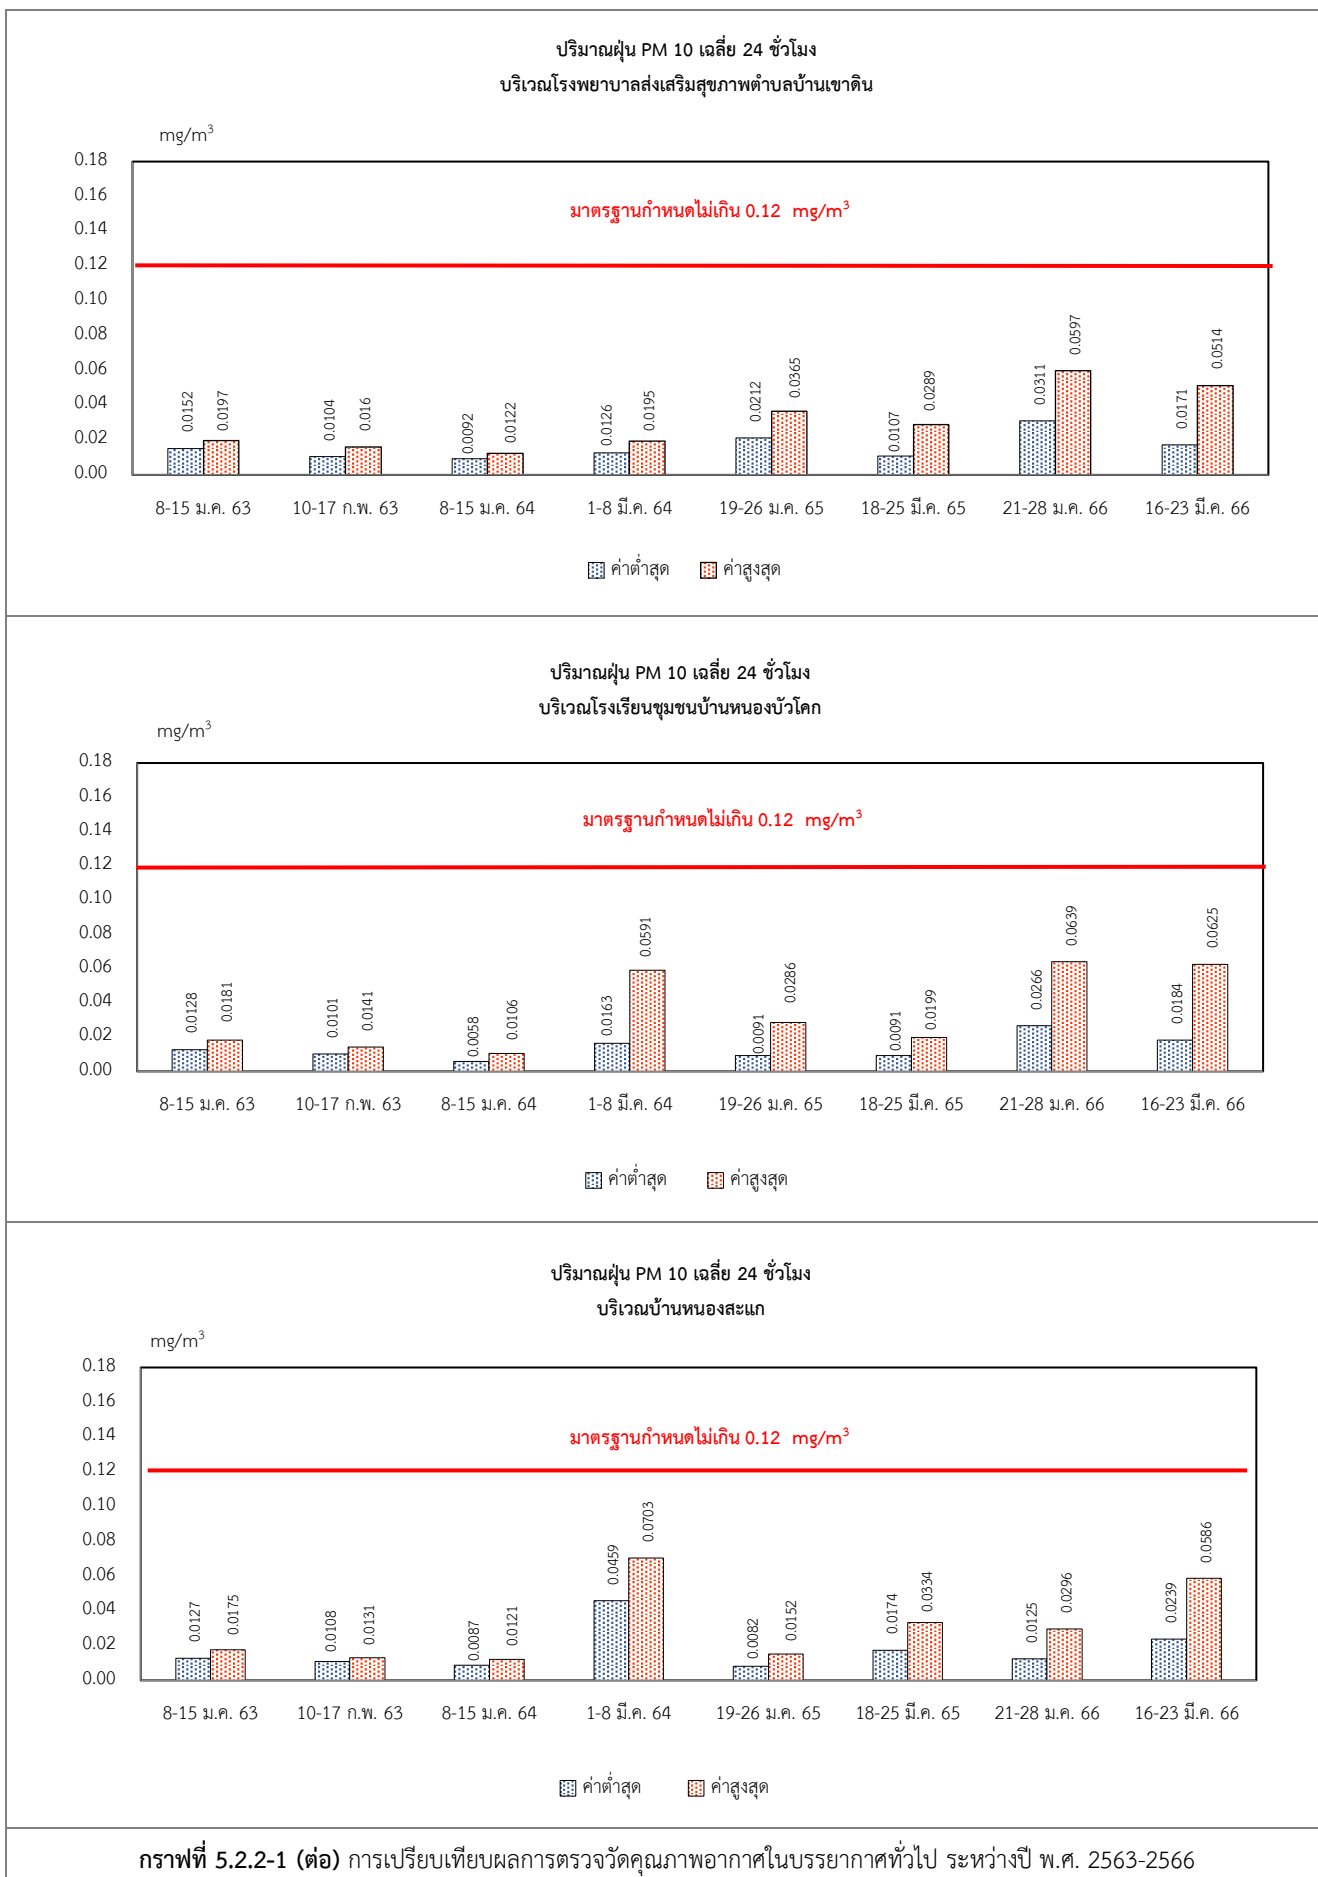 ปริมาณฝุ่น PM 10 เฉลี่ย 24 ชั่วโมง
บริเวณโรงพยาบาลส่งเสริมสุขภาพตำบลบ้านเขาดิน
mg/m³
0.18
0.16
มาตรฐานกำหนดไม่เกิน 0.12 mg/m³
0.14
0.12
0.10
0.08
0.06
0.04
0.02
0.00
0.0152 0.0197 0.0104 0.016 0.0092 0.0122 0.0126 0.0195 0.0212 0.0365 0.0107 0.0289 0.0311 0.0597 0.0171 0.0514
8-15 ม.ค. 63 10-17 ก.พ. 63 8-15 ม.ค. 64 1-8 มี.ค. 64 19-26 ม.ค. 65 18-25 มี.ค. 65 21-28 ม.ค. 66 16-23 มี.ค. 66
ค่าต่ำสุด ค่าสูงสุด
ปริมาณฝุ่น PM 10 เฉลี่ย 24 ชั่วโมง
บริเวณโรงเรียนชุมชนบ้านหนองบัวโคก
mg/m³
0.18
0.16
มาตรฐานกำหนดไม่เกิน 0.12 mg/m³
0.14
0.12
0.10
0.08
0.06
0.04
0.02
0.00
0.0128 0.0181 0.0101 0.0141 0.0058 0.0106 0.0163 0.0591 0.0091 0.0286 0.0091 0.0199 0.0266 0.0639 0.0184 0.0625
8-15 ม.ค. 63 10-17 ก.พ. 63 8-15 ม.ค. 64 1-8 มี.ค. 64 19-26 ม.ค. 65 18-25 มี.ค. 65 21-28 ม.ค. 66 16-23 มี.ค. 66
ค่าต่ำสุด ค่าสูงสุด
ปริมาณฝุ่น PM 10 เฉลี่ย 24 ชั่วโมง
บริเวณบ้านหนองสะแก
mg/m³
0.18
0.16
0.14
มาตรฐานกำหนดไม่เกิน 0.12 mg/m³
0.12
0.10
0.08
0.06
0.04
0.02
0.00
0.0127 0.0175 0.0108 0.0131 0.0087 0.0121 0.0459 0.0703 0.0082 0.0152 0.0174 0.0334 0.0125 0.0296 0.0239 0.0586
8-15 ม.ค. 63 10-17 ก.พ. 63 8-15 ม.ค. 64 1-8 มี.ค. 64 19-26 ม.ค. 65 18-25 มี.ค. 65 21-28 ม.ค. 66 16-23 มี.ค. 66
ค่าต่ำสุด ค่าสูงสุด
กราฟที่ 5.2.2-1 (ต่อ) การเปรียบเทียบผลการตรวจวัดคุณภาพอากาศในบรรยากาศทั่วไป ระหว่างปี พ.ศ. 2563-2566